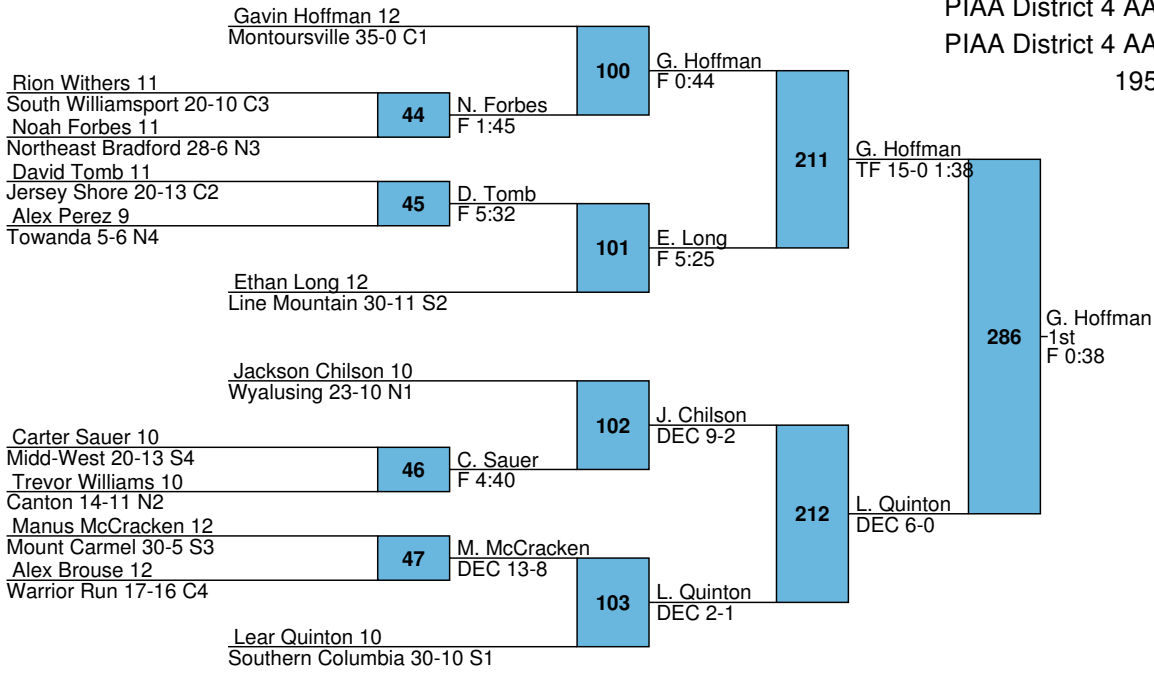 PIAA District 4 AA
PIAA District 4 AA
195
Gavin Hoffman 12
Montoursville 35-0 C1
100
G. Hoffman
F 0:44
Rion Withers 11
South Williamsport 20-10 C3
44
N. Forbes
F 1:45
Noah Forbes 11
Northeast Bradford 28-6 N3
211
G. Hoffman
TF 15-0 1:38
David Tomb 11
Jersey Shore 20-13 C2
45
D. Tomb
F 5:32
Alex Perez 9
Towanda 5-6 N4
101
E. Long
F 5:25
Ethan Long 12
Line Mountain 30-11 S2
286
G. Hoffman
1st
F 0:38
Jackson Chilson 10
Wyalusing 23-10 N1
102
J. Chilson
DEC 9-2
Carter Sauer 10
Midd-West 20-13 S4
46
C. Sauer
F 4:40
Trevor Williams 10
Canton 14-11 N2
212
L. Quinton
DEC 6-0
Manus McCracken 12
Mount Carmel 30-5 S3
47
M. McCracken
DEC 13-8
Alex Brouse 12
Warrior Run 17-16 C4
103
L. Quinton
DEC 2-1
Lear Quinton 10
Southern Columbia 30-10 S1